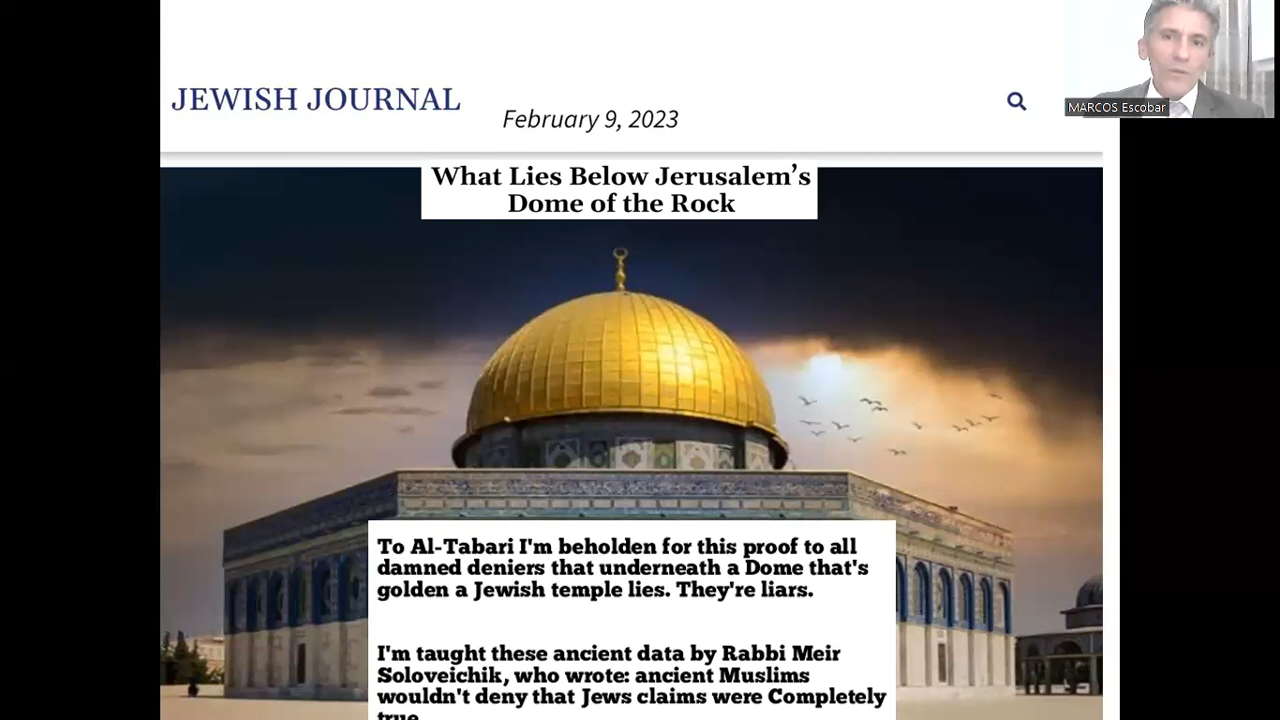 JEWISH JOURNAL
February 9, 2023
MARCOS Escobar
What Lies Below Jerusalem's
Dome of the Rock
To Al-Tabari I'm beholden for this proof to all
damned deniers that underneath a Dome that's
golden a Jewish temple lies. They're liars.
I'm taught these ancient data by Rabbi Meir
Soloveichik, who wrote: ancient Muslims
wouldn't deny that Jews claims were Completely
true